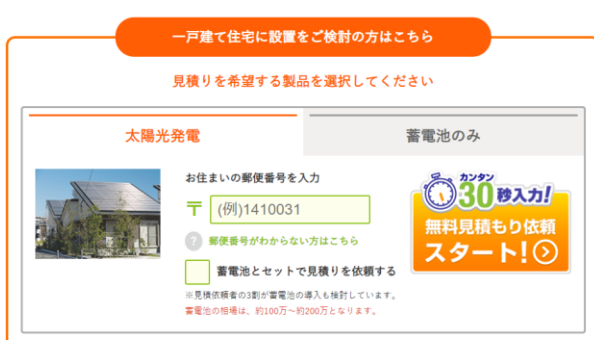 一戸建て住宅に設置をご検討の方はこちら
見積りを希望する製品を選択してください
太陽光発電
蓄電池のみ
お住まいの郵便番号を入力
〒 (例)1410031
? 郵便番号がわからない方はこちら
蓄電池とセットで見積りを依頼する
※見積依頼者の3割が蓄電池の導入も検討しています。
蓄電池の相場は、約100万~約200万となります。
カンタン
30秒入力!
無料見積もり依頼
スタート!